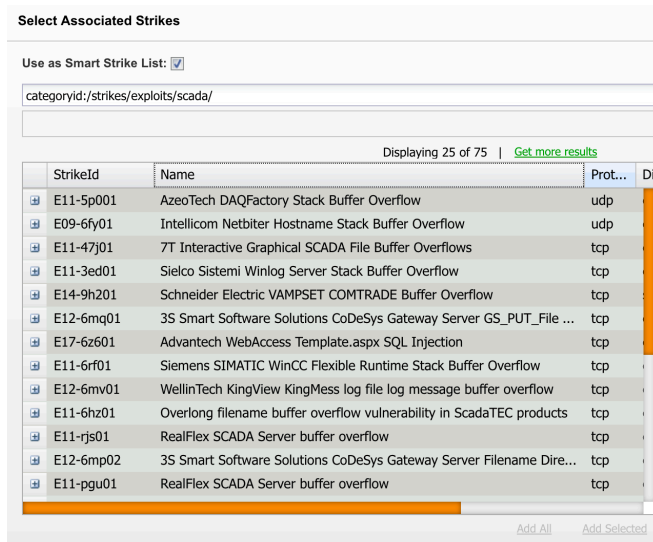 Select Associated Strikes
Use as Smart Strike List:
categoryid:/strikes/exploits/scada/
Displaying 25 of 75 | Get more results
StrikeId Name Prot... Di
E11-5p001 AzeoTech DAQFactory Stack Buffer Overflow udp
E09-6fy01 Intellicom Netbiter Hostname Stack Buffer Overflow udp
E11-47j01 7T Interactive Graphical SCADA File Buffer Overflows tcp
E11-3ed01 Sielco Sistemi Winlog Server Stack Buffer Overflow tcp
E14-9h201 Schneider Electric VAMPSET COMTRADE Buffer Overflow tcp
E12-6mq01 3S Smart Software Solutions CoDeSys Gateway Server GS_PUT_File ... tcp
E17-6z601 Advantech WebAccess Template.aspx SQL Injection tcp
E11-6rf01 Siemens SIMATIC WinCC Flexible Runtime Stack Buffer Overflow tcp
E12-6mv01 WellinTech KingView KingMess log file log message buffer overflow tcp
E11-6hz01 Overlong filename buffer overflow vulnerability in ScadaTEC products tcp
E11-rjs01 RealFlex SCADA Server buffer overflow tcp
E12-6mp02 3S Smart Software Solutions CoDeSys Gateway Server Filename Dire... tcp
E11-pgu01 RealFlex SCADA Server buffer overflow tcp
Add All Add Selected